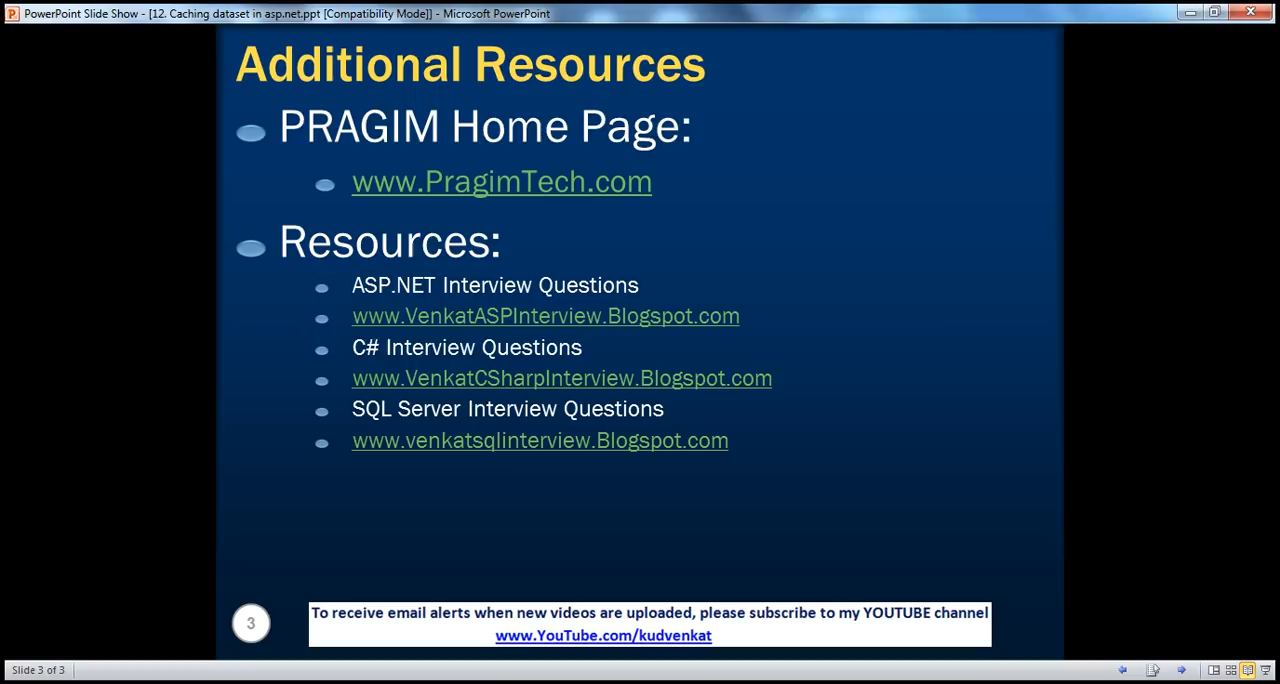 PowerPoint Slide Show - [12. Caching dataset in asp.net.ppt [Compatibility Mode]] - Microsoft PowerPoint
Additional Resources
PRAGIM Home Page:
www.PragimTech.com
Resources:
ASP.NET Interview Questions
www.VenkatASPInterview.Blogspot.com
C# Interview Questions
www.VenkatCSharpInterview.Blogspot.com
SQL Server Interview Questions
www.venkatsqlinterview.Blogspot.com
3
To receive email alerts when new videos are uploaded, please subscribe to my YOUTUBE channel
www.YouTube.com/kudvenkat
Slide 3 of 3